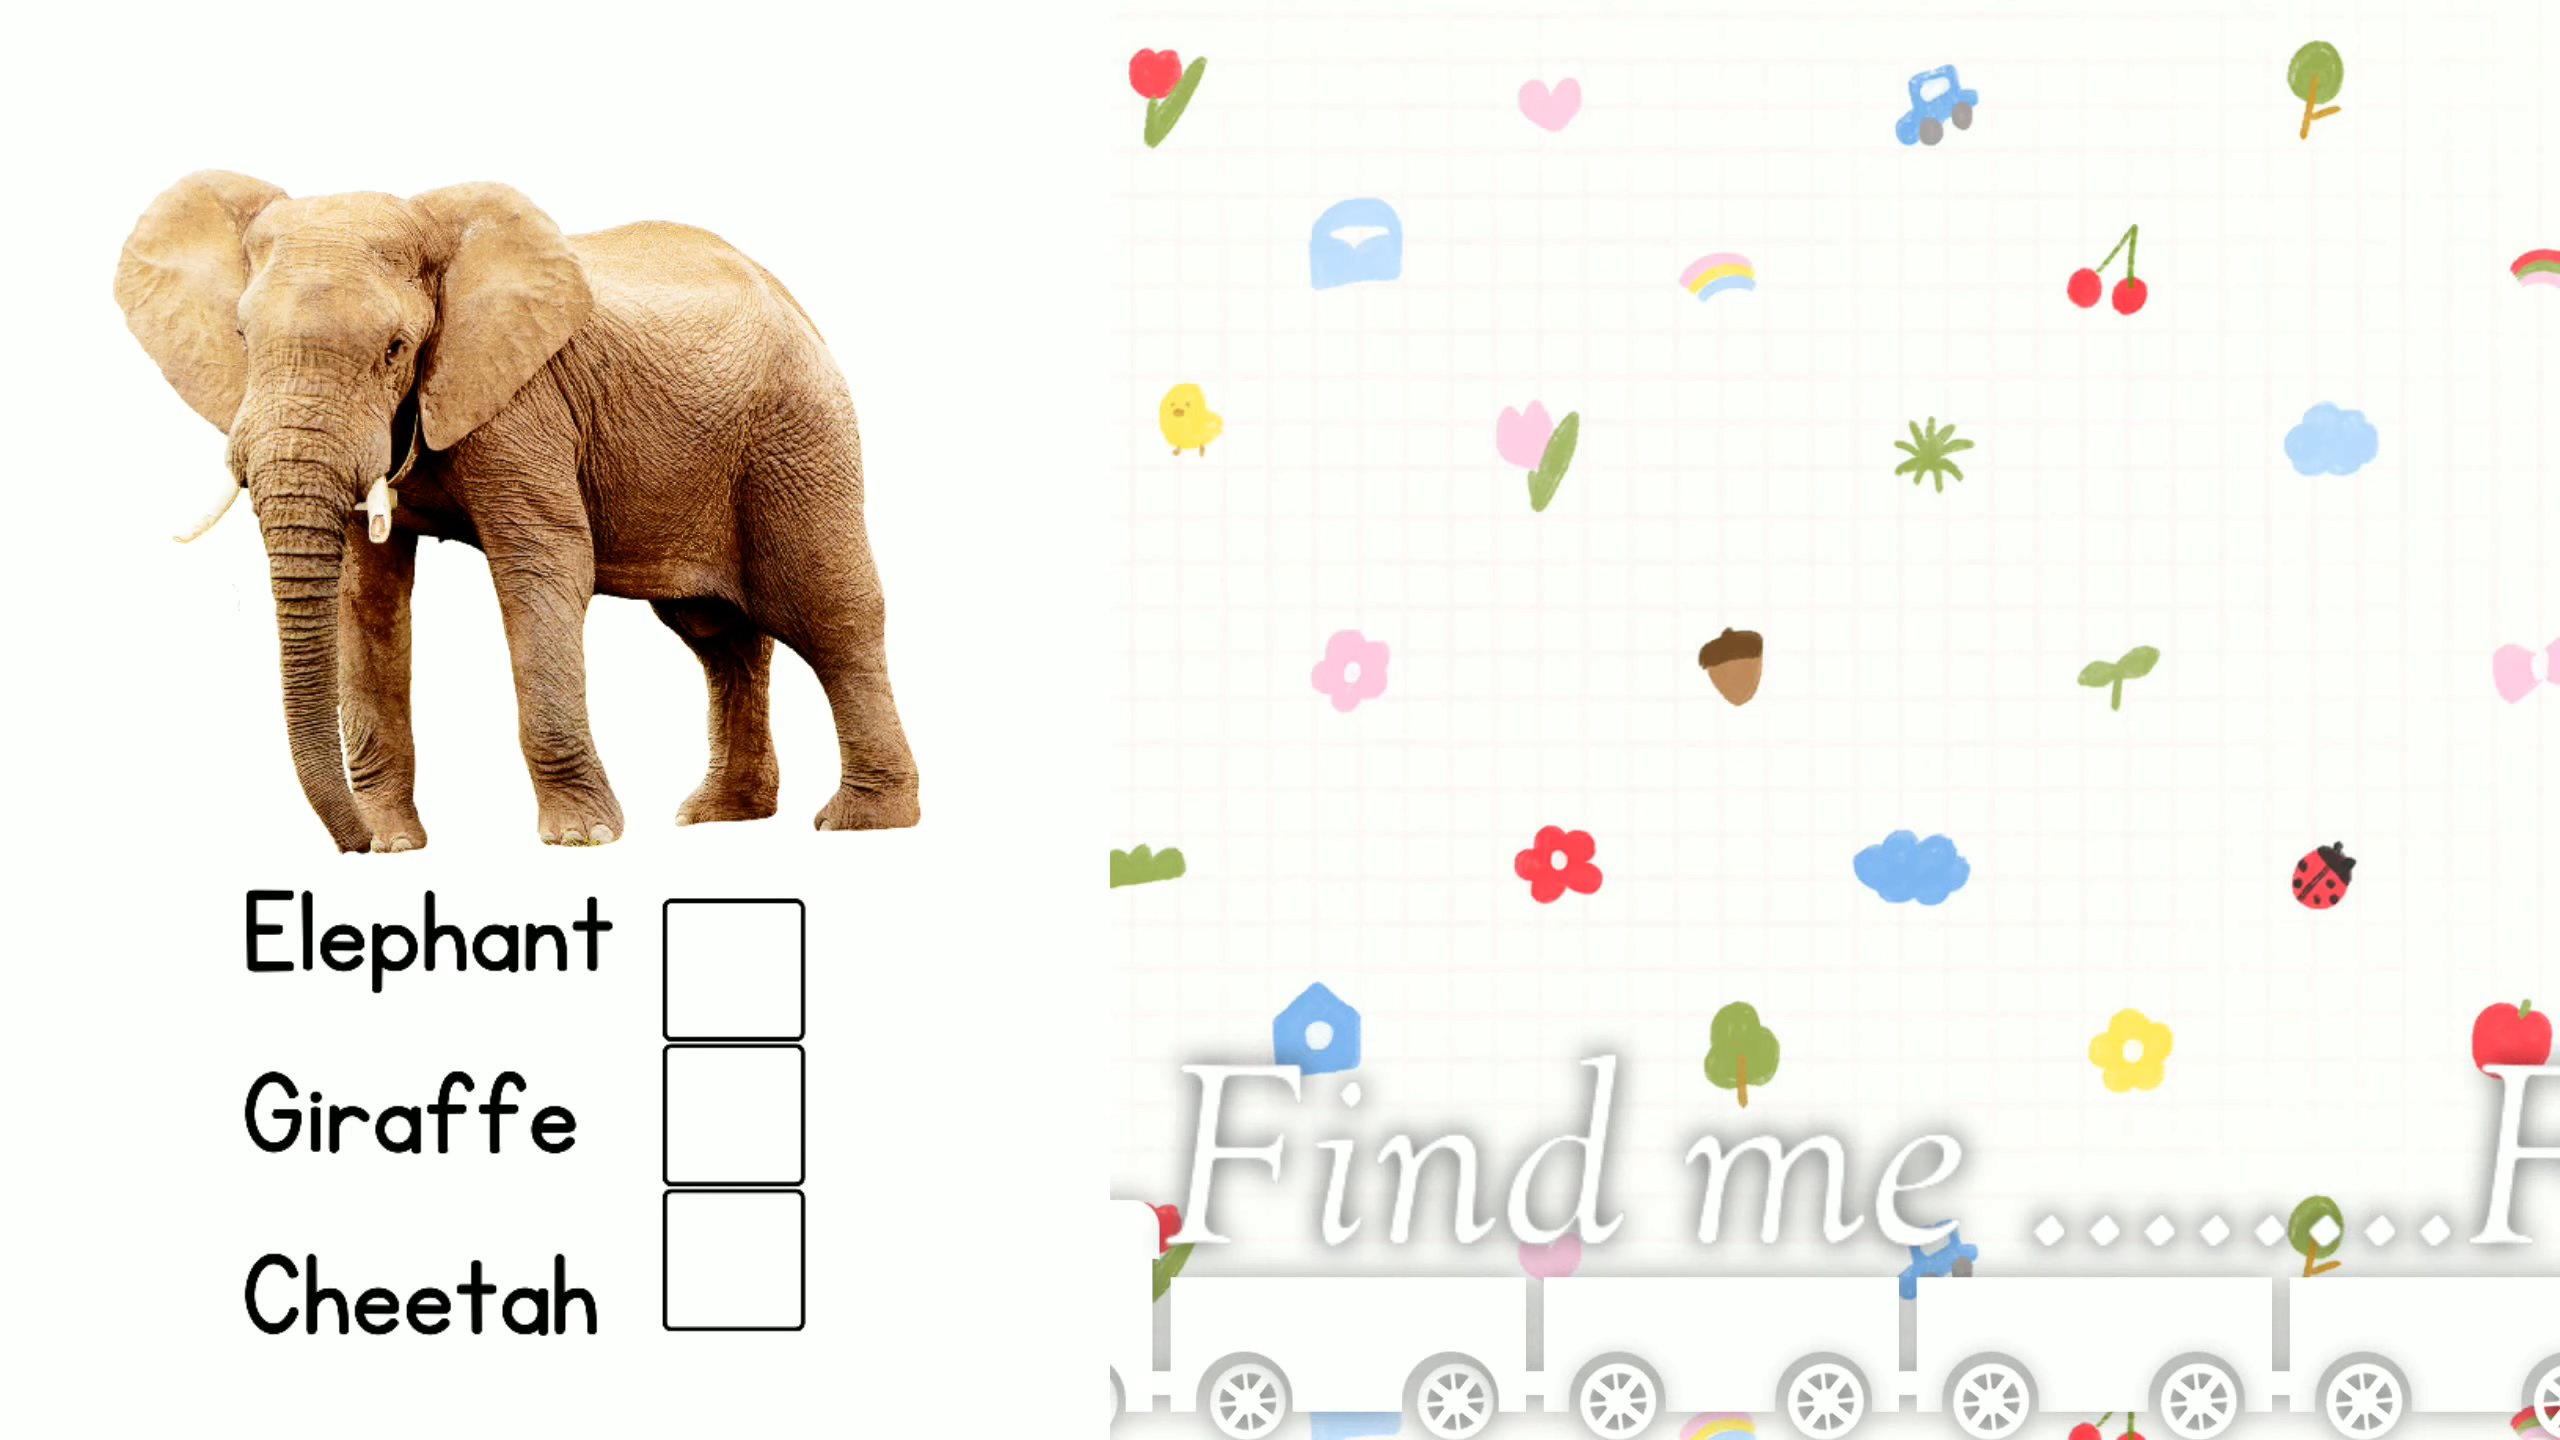 Elephant
Giraffe
Cheetah
Find me ........F